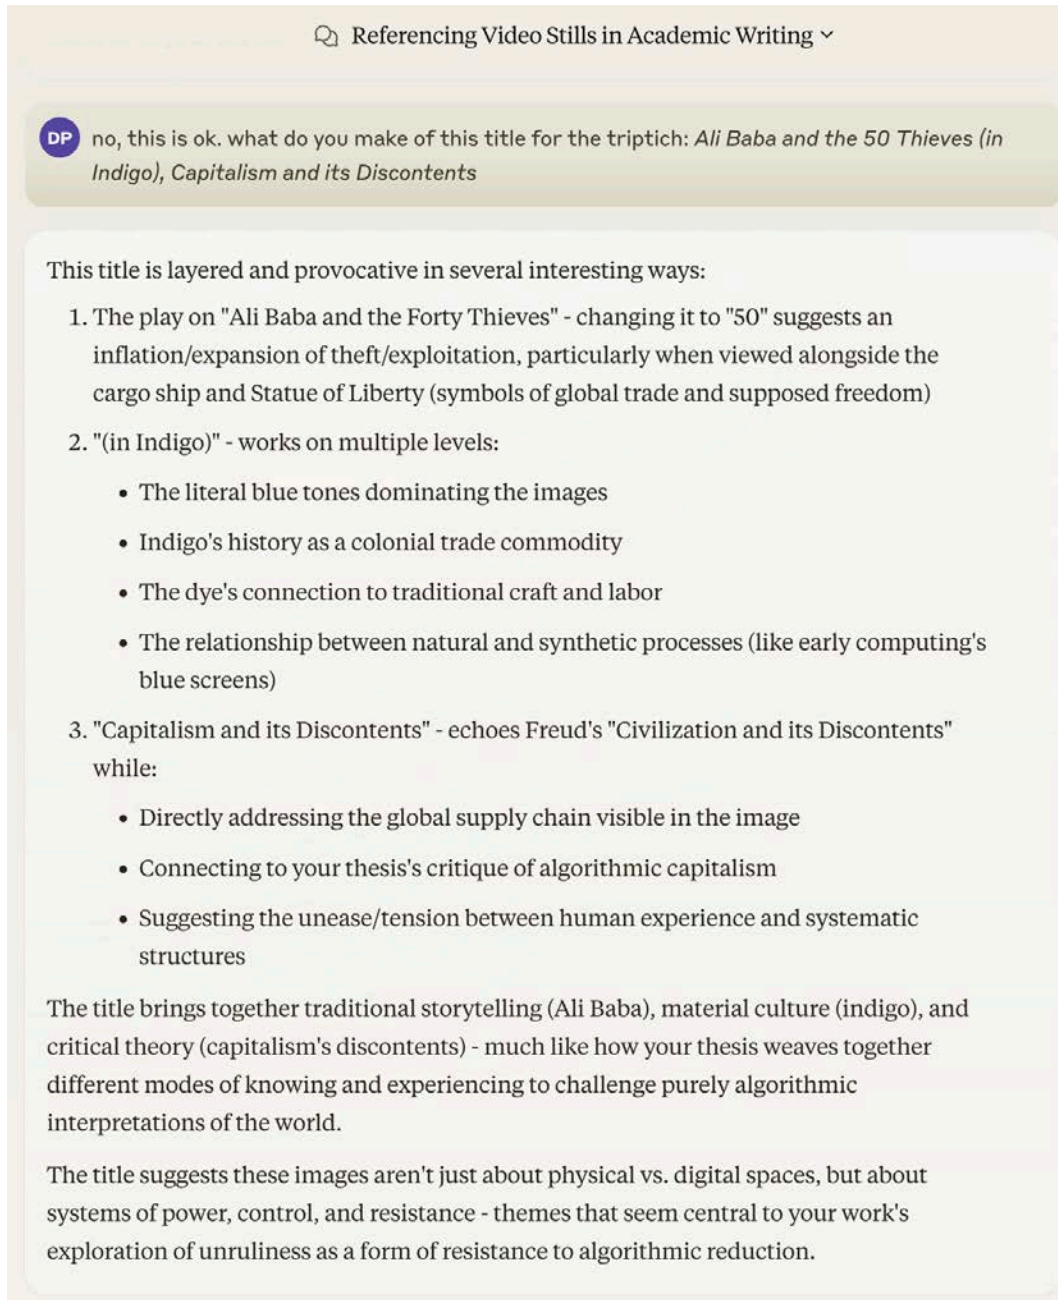 Referencing Video Stills in Academic Writing
DP
no, this is ok. what do you make of this title for the triptich: Ali Baba and the 50 Thieves (in
Indigo), Capitalism and its Discontents
This title is layered and provocative in several interesting ways:
1. The play on "Ali Baba and the Forty Thieves" - changing it to "50" suggests an
inflation/expansion of theft/exploitation, particularly when viewed alongside the
cargo ship and Statue of Liberty (symbols of global trade and supposed freedom)
2. "(in Indigo)" - works on multiple levels:
• The literal blue tones dominating the images
• Indigo's history as a colonial trade commodity
• The dye's connection to traditional craft and labor
• The relationship between natural and synthetic processes (like early computing's
blue screens)
3. "Capitalism and its Discontents" - echoes Freud's "Civilization and its Discontents"
while:
• Directly addressing the global supply chain visible in the image
• Connecting to your thesis's critique of algorithmic capitalism
• Suggesting the unease/tension between human experience and systematic
structures
The title brings together traditional storytelling (Ali Baba), material culture (indigo), and
critical theory (capitalism's discontents) - much like how your thesis weaves together
different modes of knowing and experiencing to challenge purely algorithmic
interpretations of the world.
The title suggests these images aren't just about physical vs. digital spaces, but about
systems of power, control, and resistance - themes that seem central to your work's
exploration of unruliness as a form of resistance to algorithmic reduction.